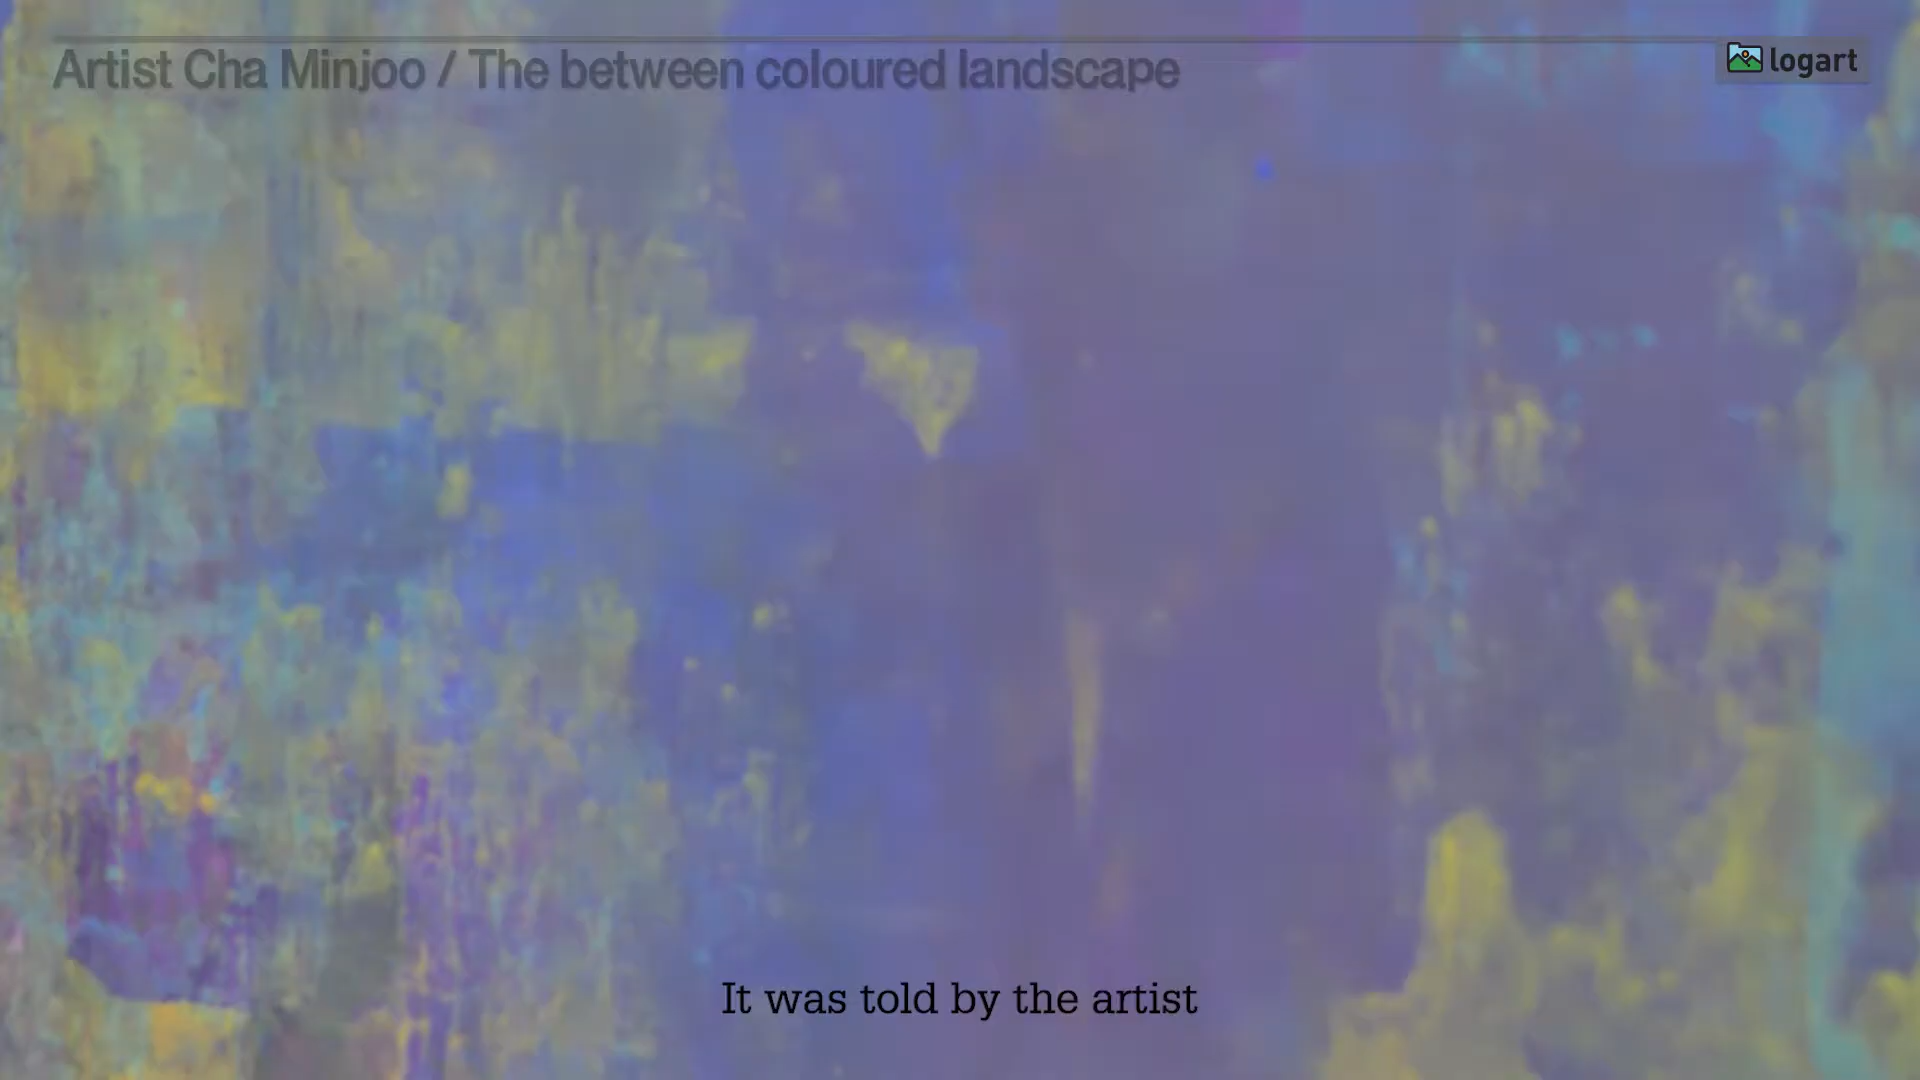 Artist Cha Minjoo / The between coloured landscape
logart
It was told by the artist